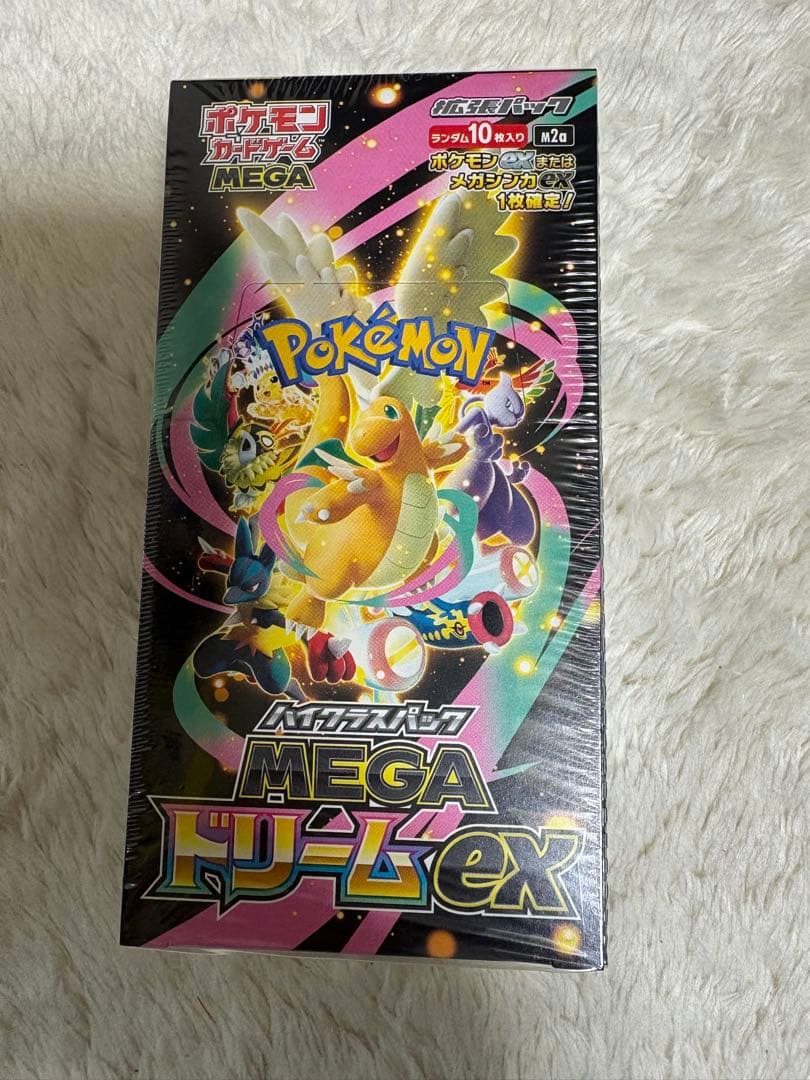 ポケモン
カードゲーム
MEGA
拡張パック
ランダム10枚入り M2a
ポケモンexまたは
メガシンカex
1枚確定!
POKéMON
TM
ハイクラスパック
MEGA
ドリームex